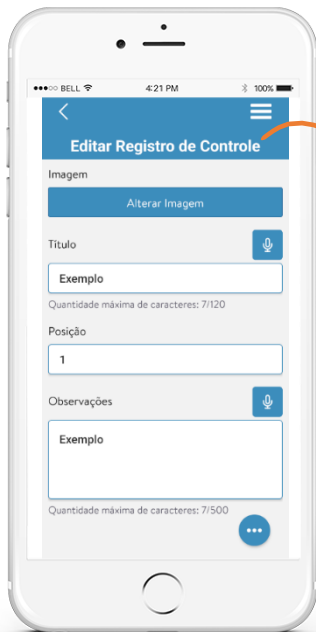 BELL 4:21 PM 100%
Editar Registro de Controle
Imagem
Alterar Imagem
Título
Exemplo
Quantidade máxima de caracteres: 7/120
Posição
1
Observações
Exemplo
Quantidade máxima de caracteres: 7/500